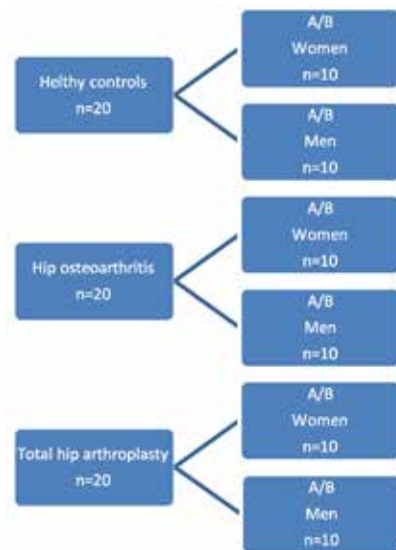 Helthy controls
n=20
A/B
Women
n=10
A/B
Men
n=10
Hip osteoarthritis
n=20
A/B
Women
n=10
A/B
Men
n=10
Total hip arthroplasty
n=20
A/B
Women
n=10
A/B
Men
n=10